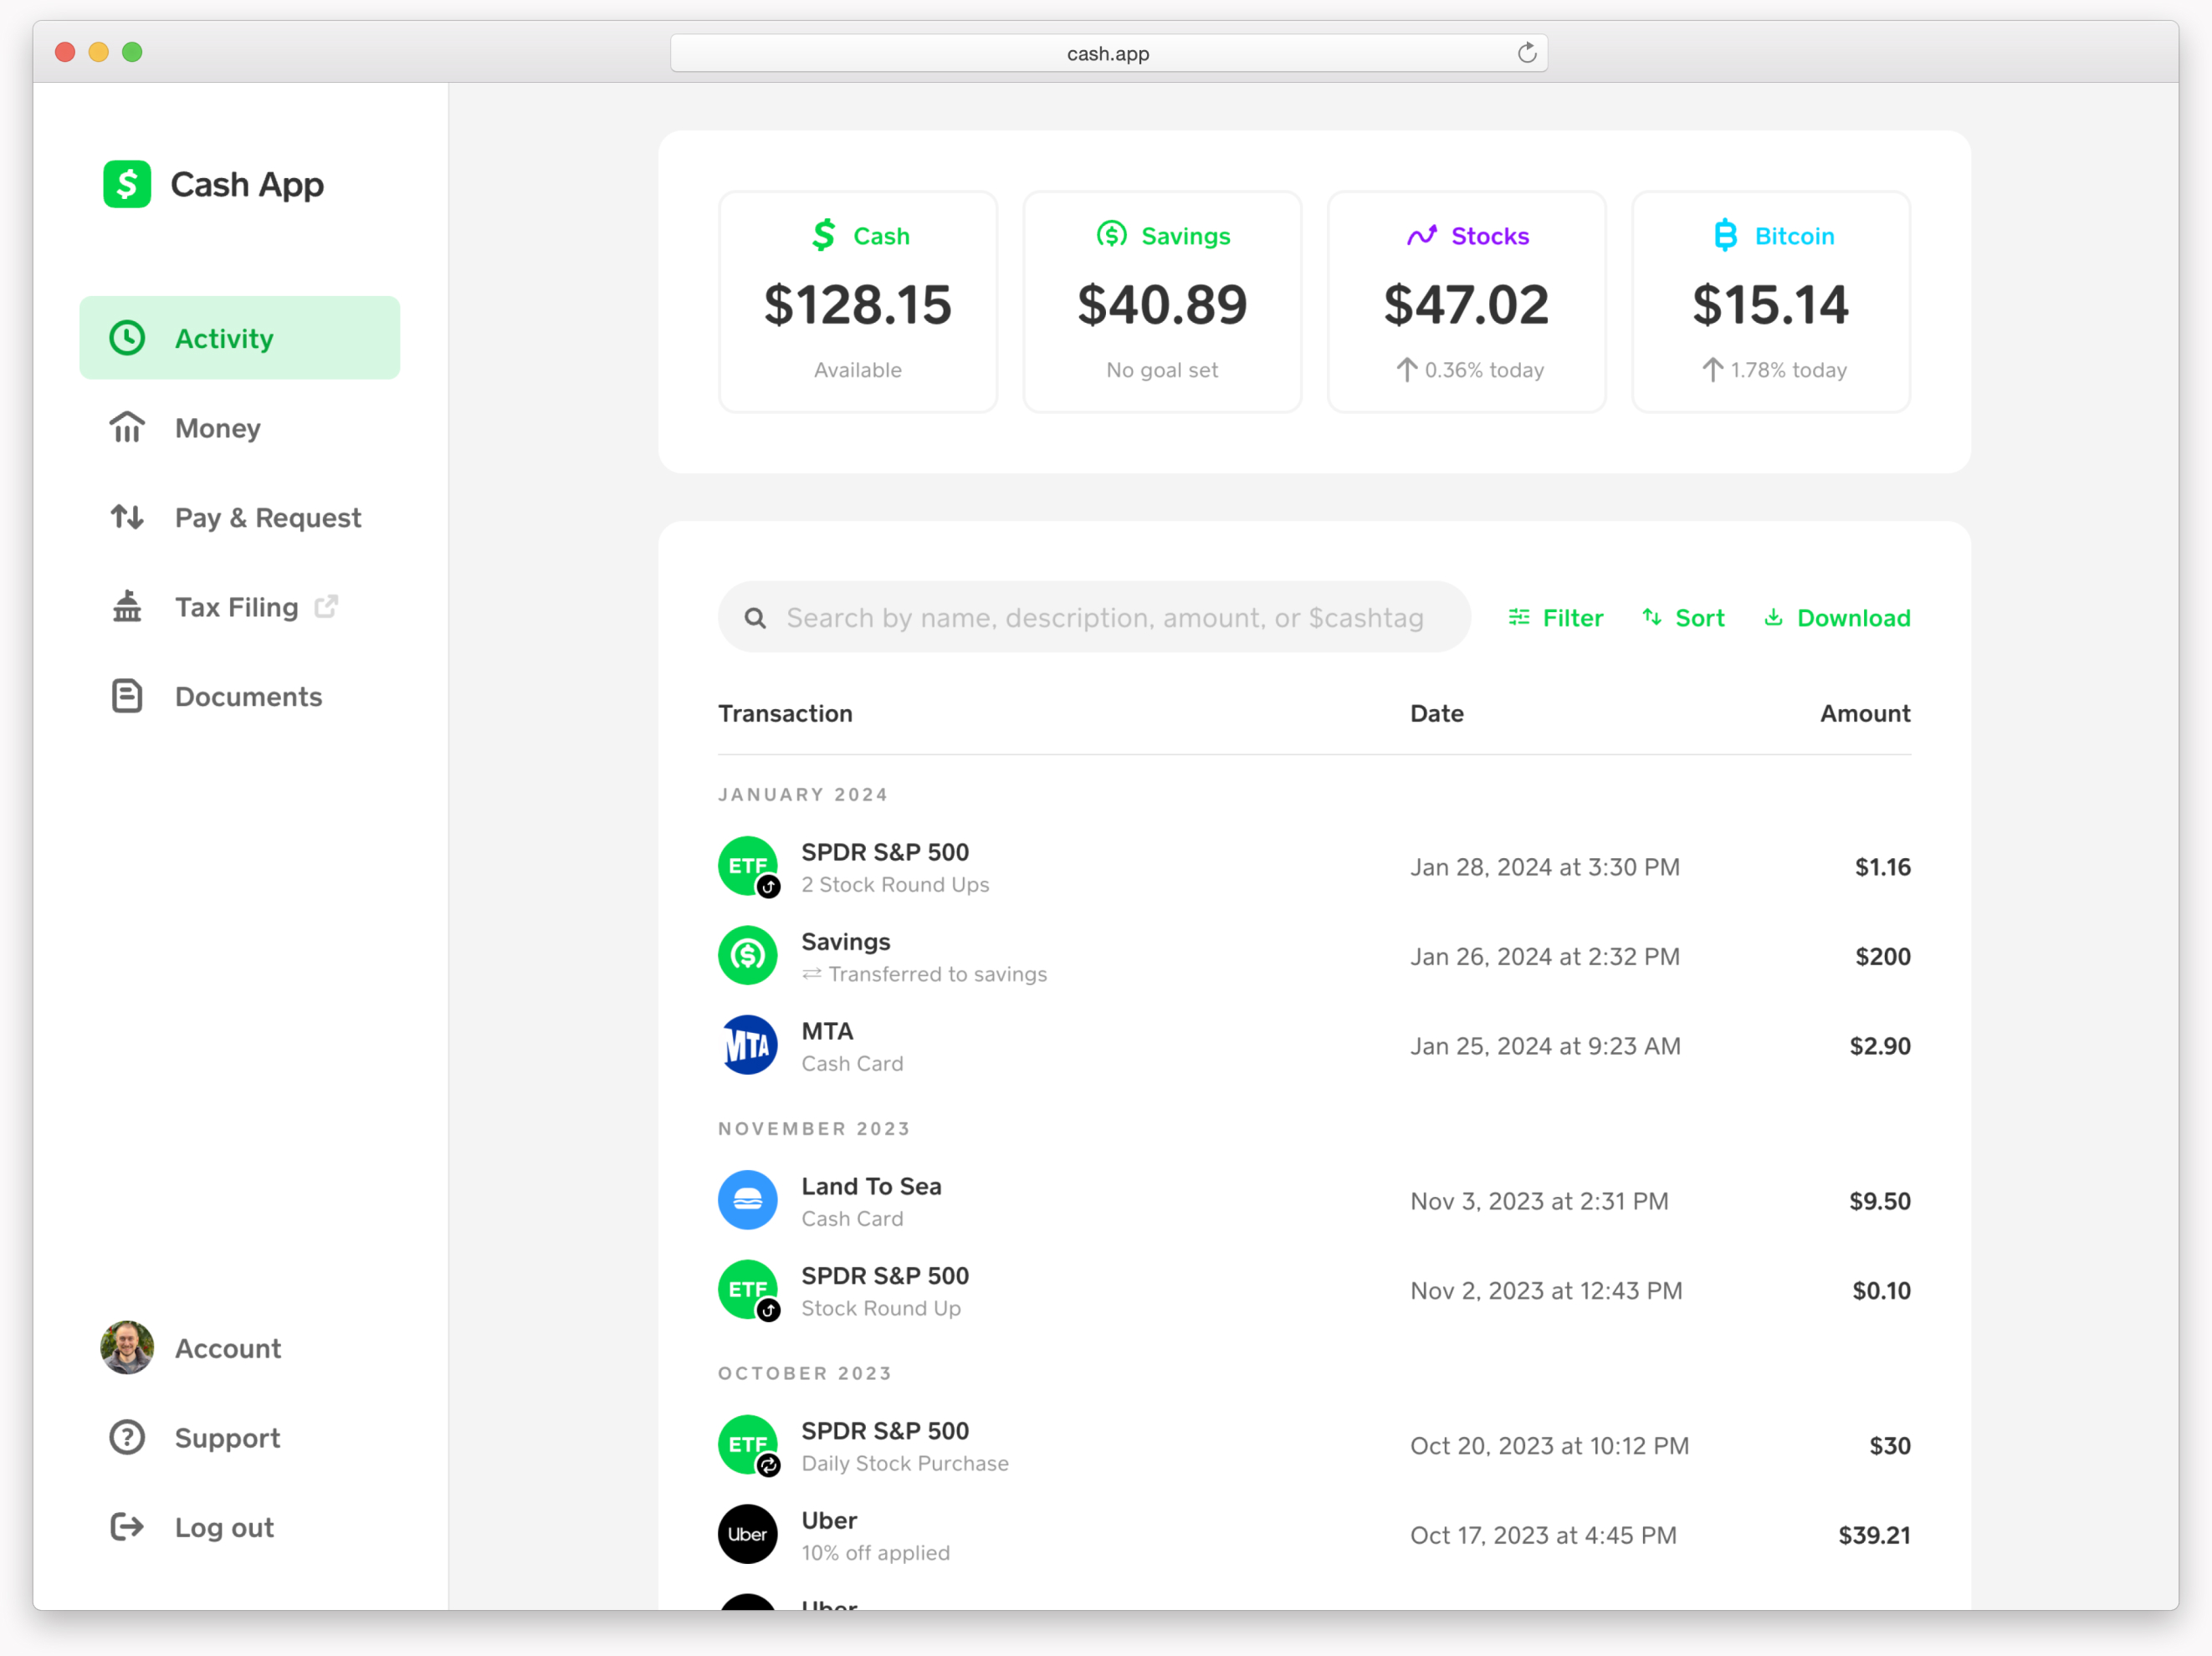 cash.app
$ Cash App
Activity
Money
Pay & Request
Tax Filing
Documents
Account
Support
Log out
$ Cash
$128.15
Available
Savings
$40.89
No goal set
Stocks
$47.02
↑ 0.36% today
Bitcoin
$15.14
↑ 1.78% today
Search by name, description, amount, or $cashtag
Filter
Sort
Download
Transaction Date Amount
JANUARY 2024
ETF SPDR S&P 500
2 Stock Round Ups
Jan 28, 2024 at 3:30 PM $1.16
Savings
Transferred to savings
Jan 26, 2024 at 2:32 PM $200
MTA MTA
Cash Card
Jan 25, 2024 at 9:23 AM $2.90
NOVEMBER 2023
Land To Sea
Cash Card
Nov 3, 2023 at 2:31 PM $9.50
ETF SPDR S&P 500
Stock Round Up
Nov 2, 2023 at 12:43 PM $0.10
OCTOBER 2023
ETF SPDR S&P 500
Daily Stock Purchase
Oct 20, 2023 at 10:12 PM $30
Uber Uber
10% off applied
Oct 17, 2023 at 4:45 PM $39.21
Uber